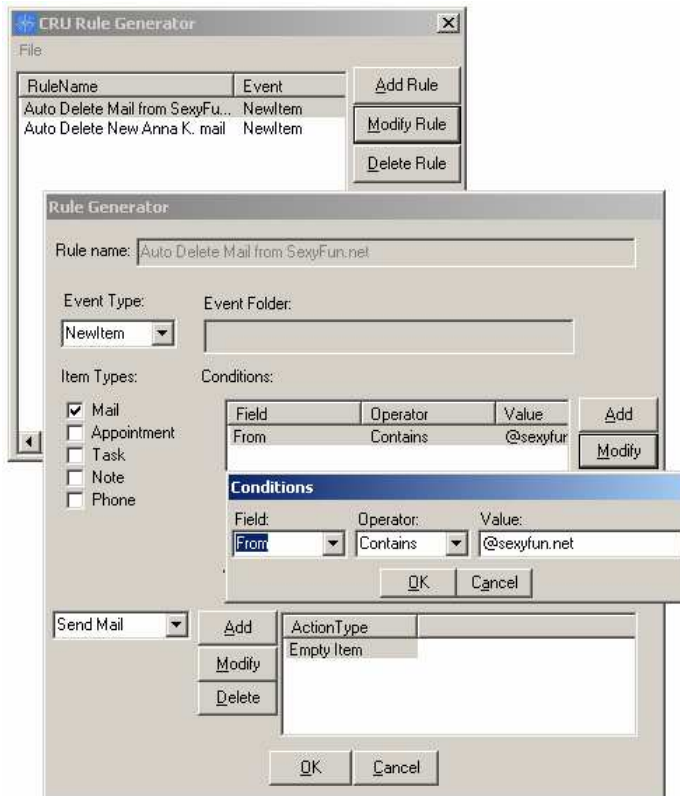 CRU Rule Generator
File
RuleName Event
Auto Delete Mail from SexyFu... NewItem
Auto Delete New Anna K. mail NewItem
Add Rule
Modify Rule
Delete Rule
Rule Generator
Rule name: Auto Delete Mail from SexyFun.net
Event Type: Event Folder:
NewItem
Item Types: Conditions:
Mail
Appointment
Task
Note
Phone
Field Operator Value
From Contains @sexyfur
Add
Modify
Conditions
Field: Operator: Value:
From Contains @sexyfun.net
OK Cancel
Send Mail
Add
Modify
Delete
ActionType
Empty Item
OK Cancel